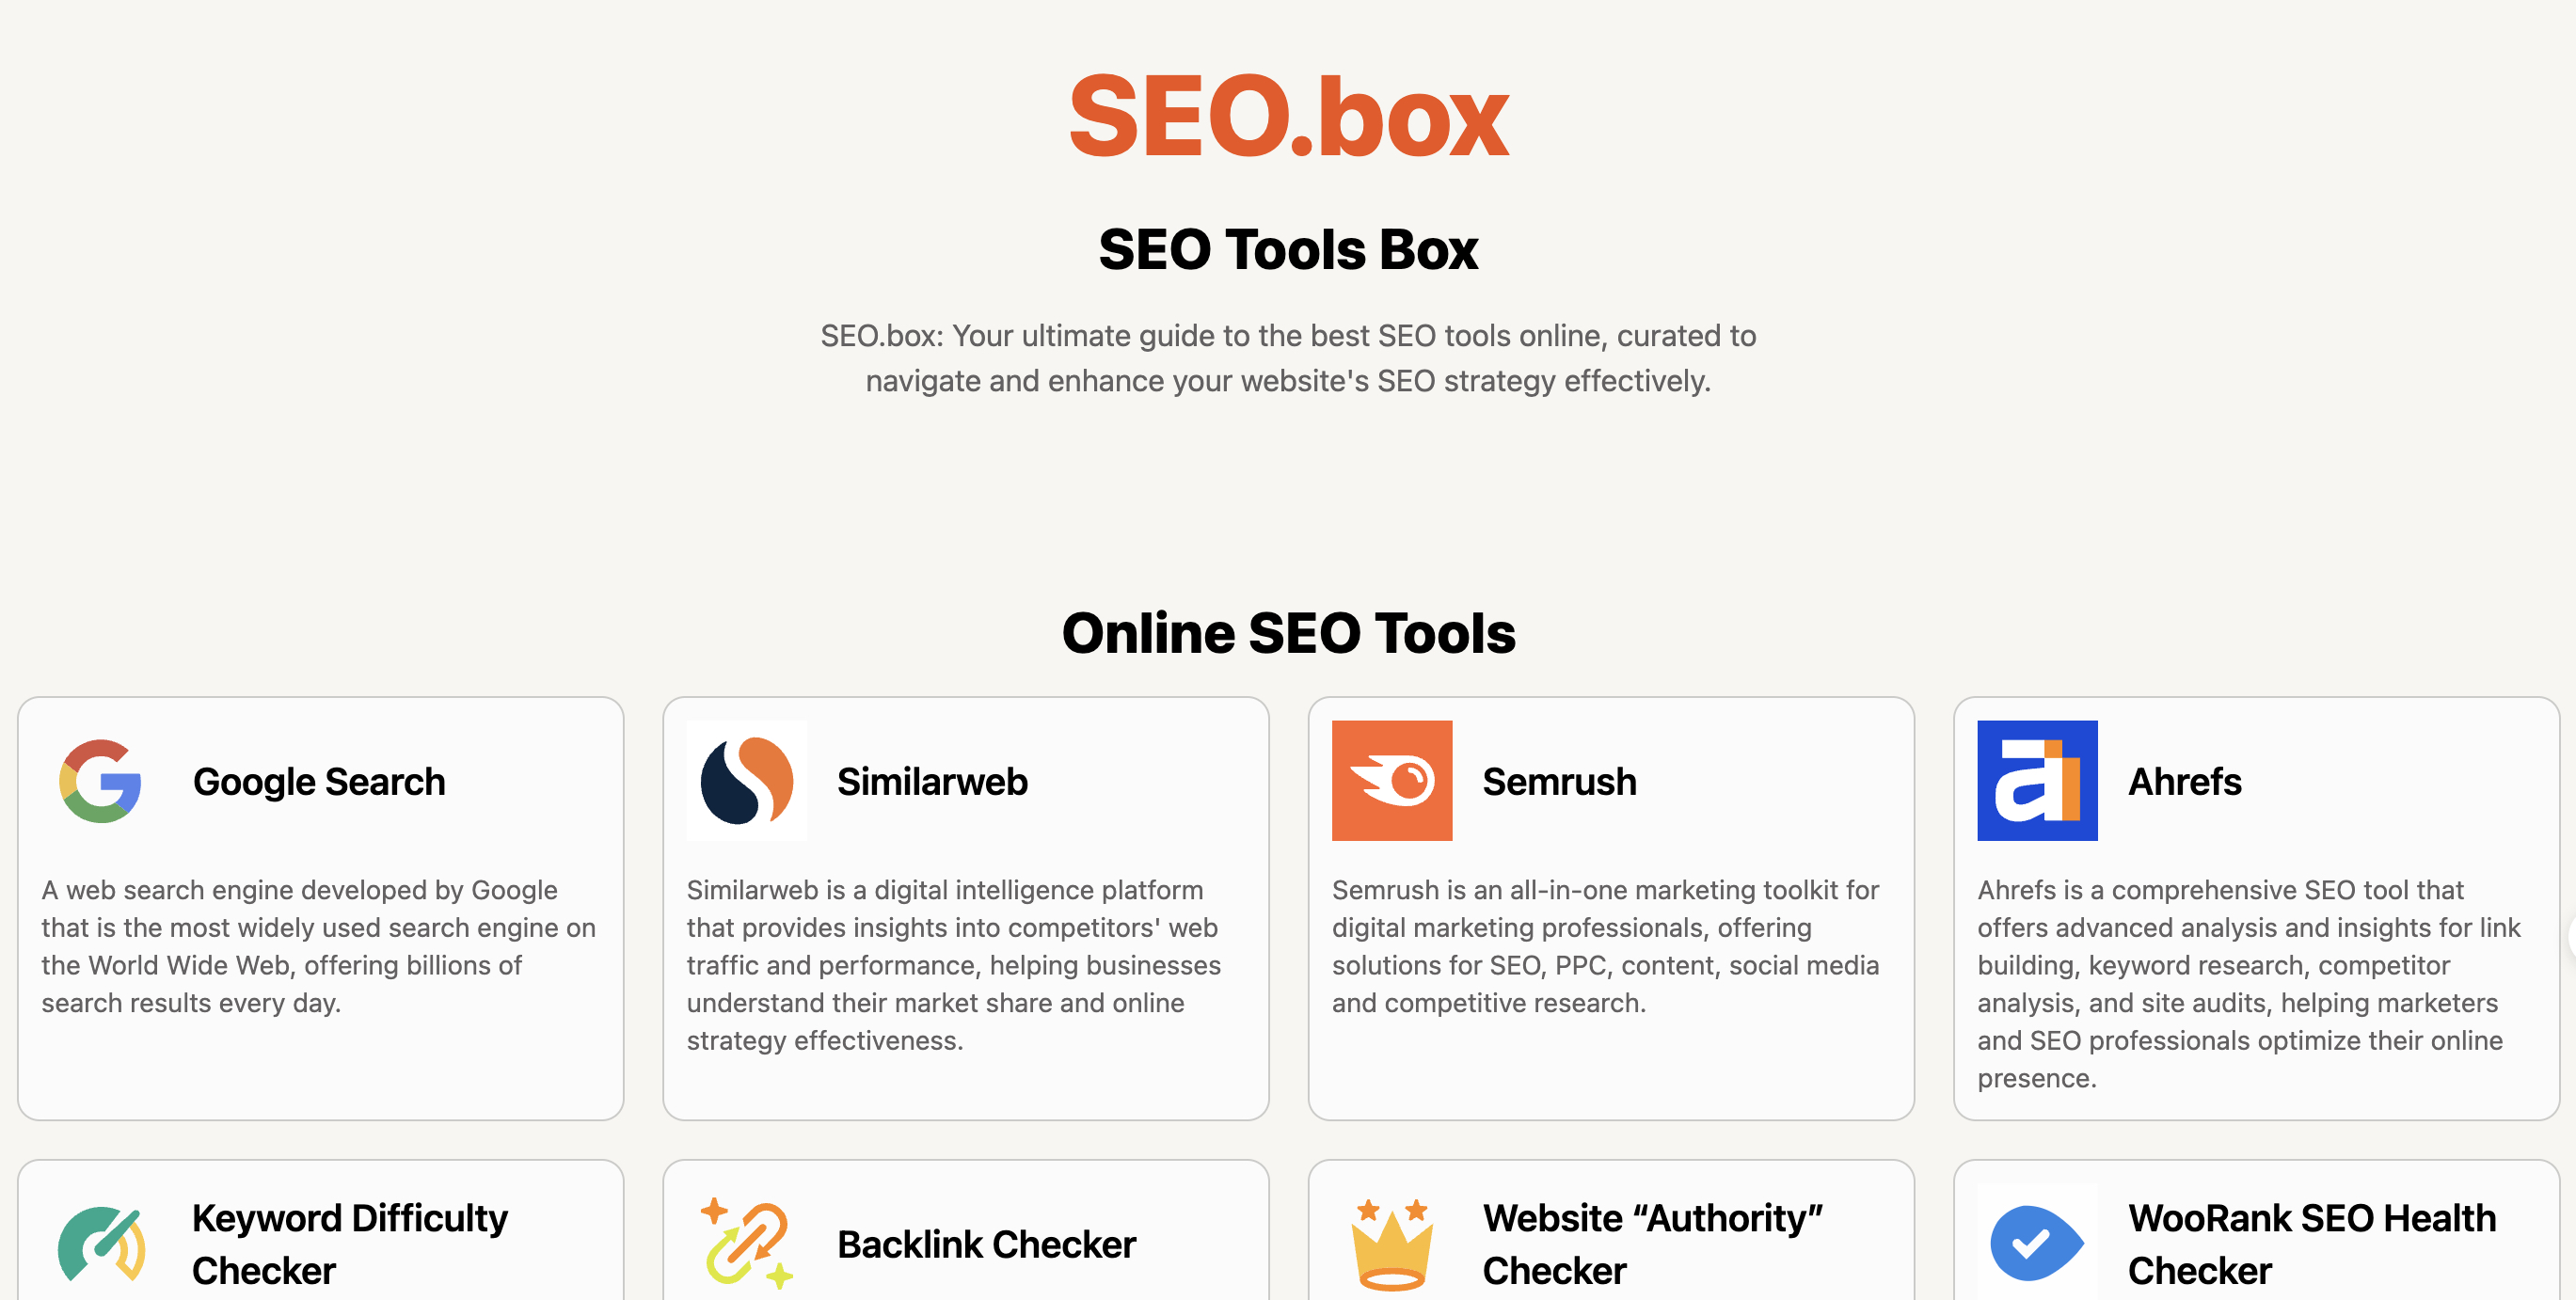 SEO.box
SEO Tools Box
SEO.box: Your ultimate guide to the best SEO tools online, curated to
navigate and enhance your website's SEO strategy effectively.
Online SEO Tools
Google Search
A web search engine developed by Google
that is the most widely used search engine on
the World Wide Web, offering billions of
search results every day.
Similarweb
Similarweb is a digital intelligence platform
that provides insights into competitors' web
traffic and performance, helping businesses
understand their market share and online
strategy effectiveness.
Semrush
Semrush is an all-in-one marketing toolkit for
digital marketing professionals, offering
solutions for SEO, PPC, content, social media
and competitive research.
Ahrefs
Ahrefs is a comprehensive SEO tool that
offers advanced analysis and insights for link
building, keyword research, competitor
analysis, and site audits, helping marketers
and SEO professionals optimize their online
presence.
Keyword Difficulty
Checker
Backlink Checker
Website “Authority”
Checker
WooRank SEO Health
Checker